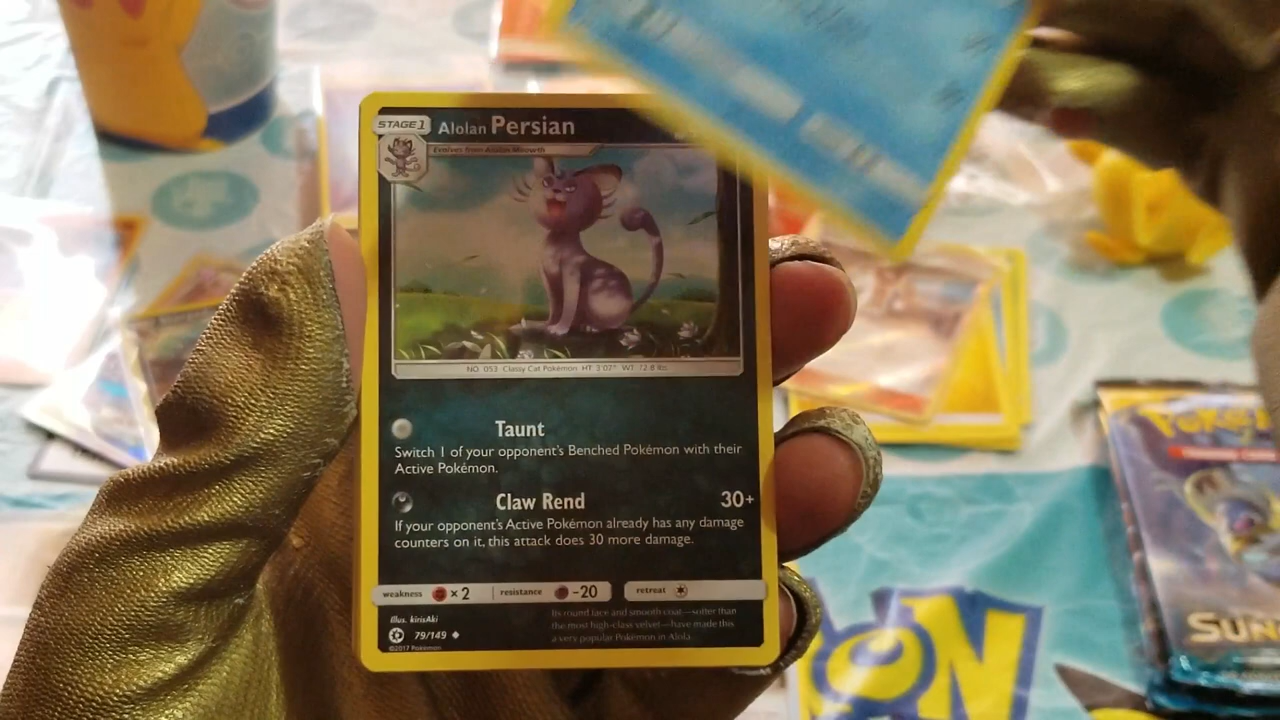 STAGE1 Alolan Persian
Evolves from Alolan Meowth
NO. 053 Classy Cat Pokémon HT: 3'07" WT: 72.8 lbs.
Taunt
Switch 1 of your opponent's Benched Pokémon with their
Active Pokémon.
Claw Rend 30+
If your opponent's Active Pokémon already has any damage
counters on it, this attack does 30 more damage.
weakness ×2 resistance -20 retreat
Illus. kirisAki
79/149
©2017 Pokémon
Its round face and smooth coat—softer than
the most high-class velvet—have made this
a very popular Pokémon in Alola.
SUN
ON